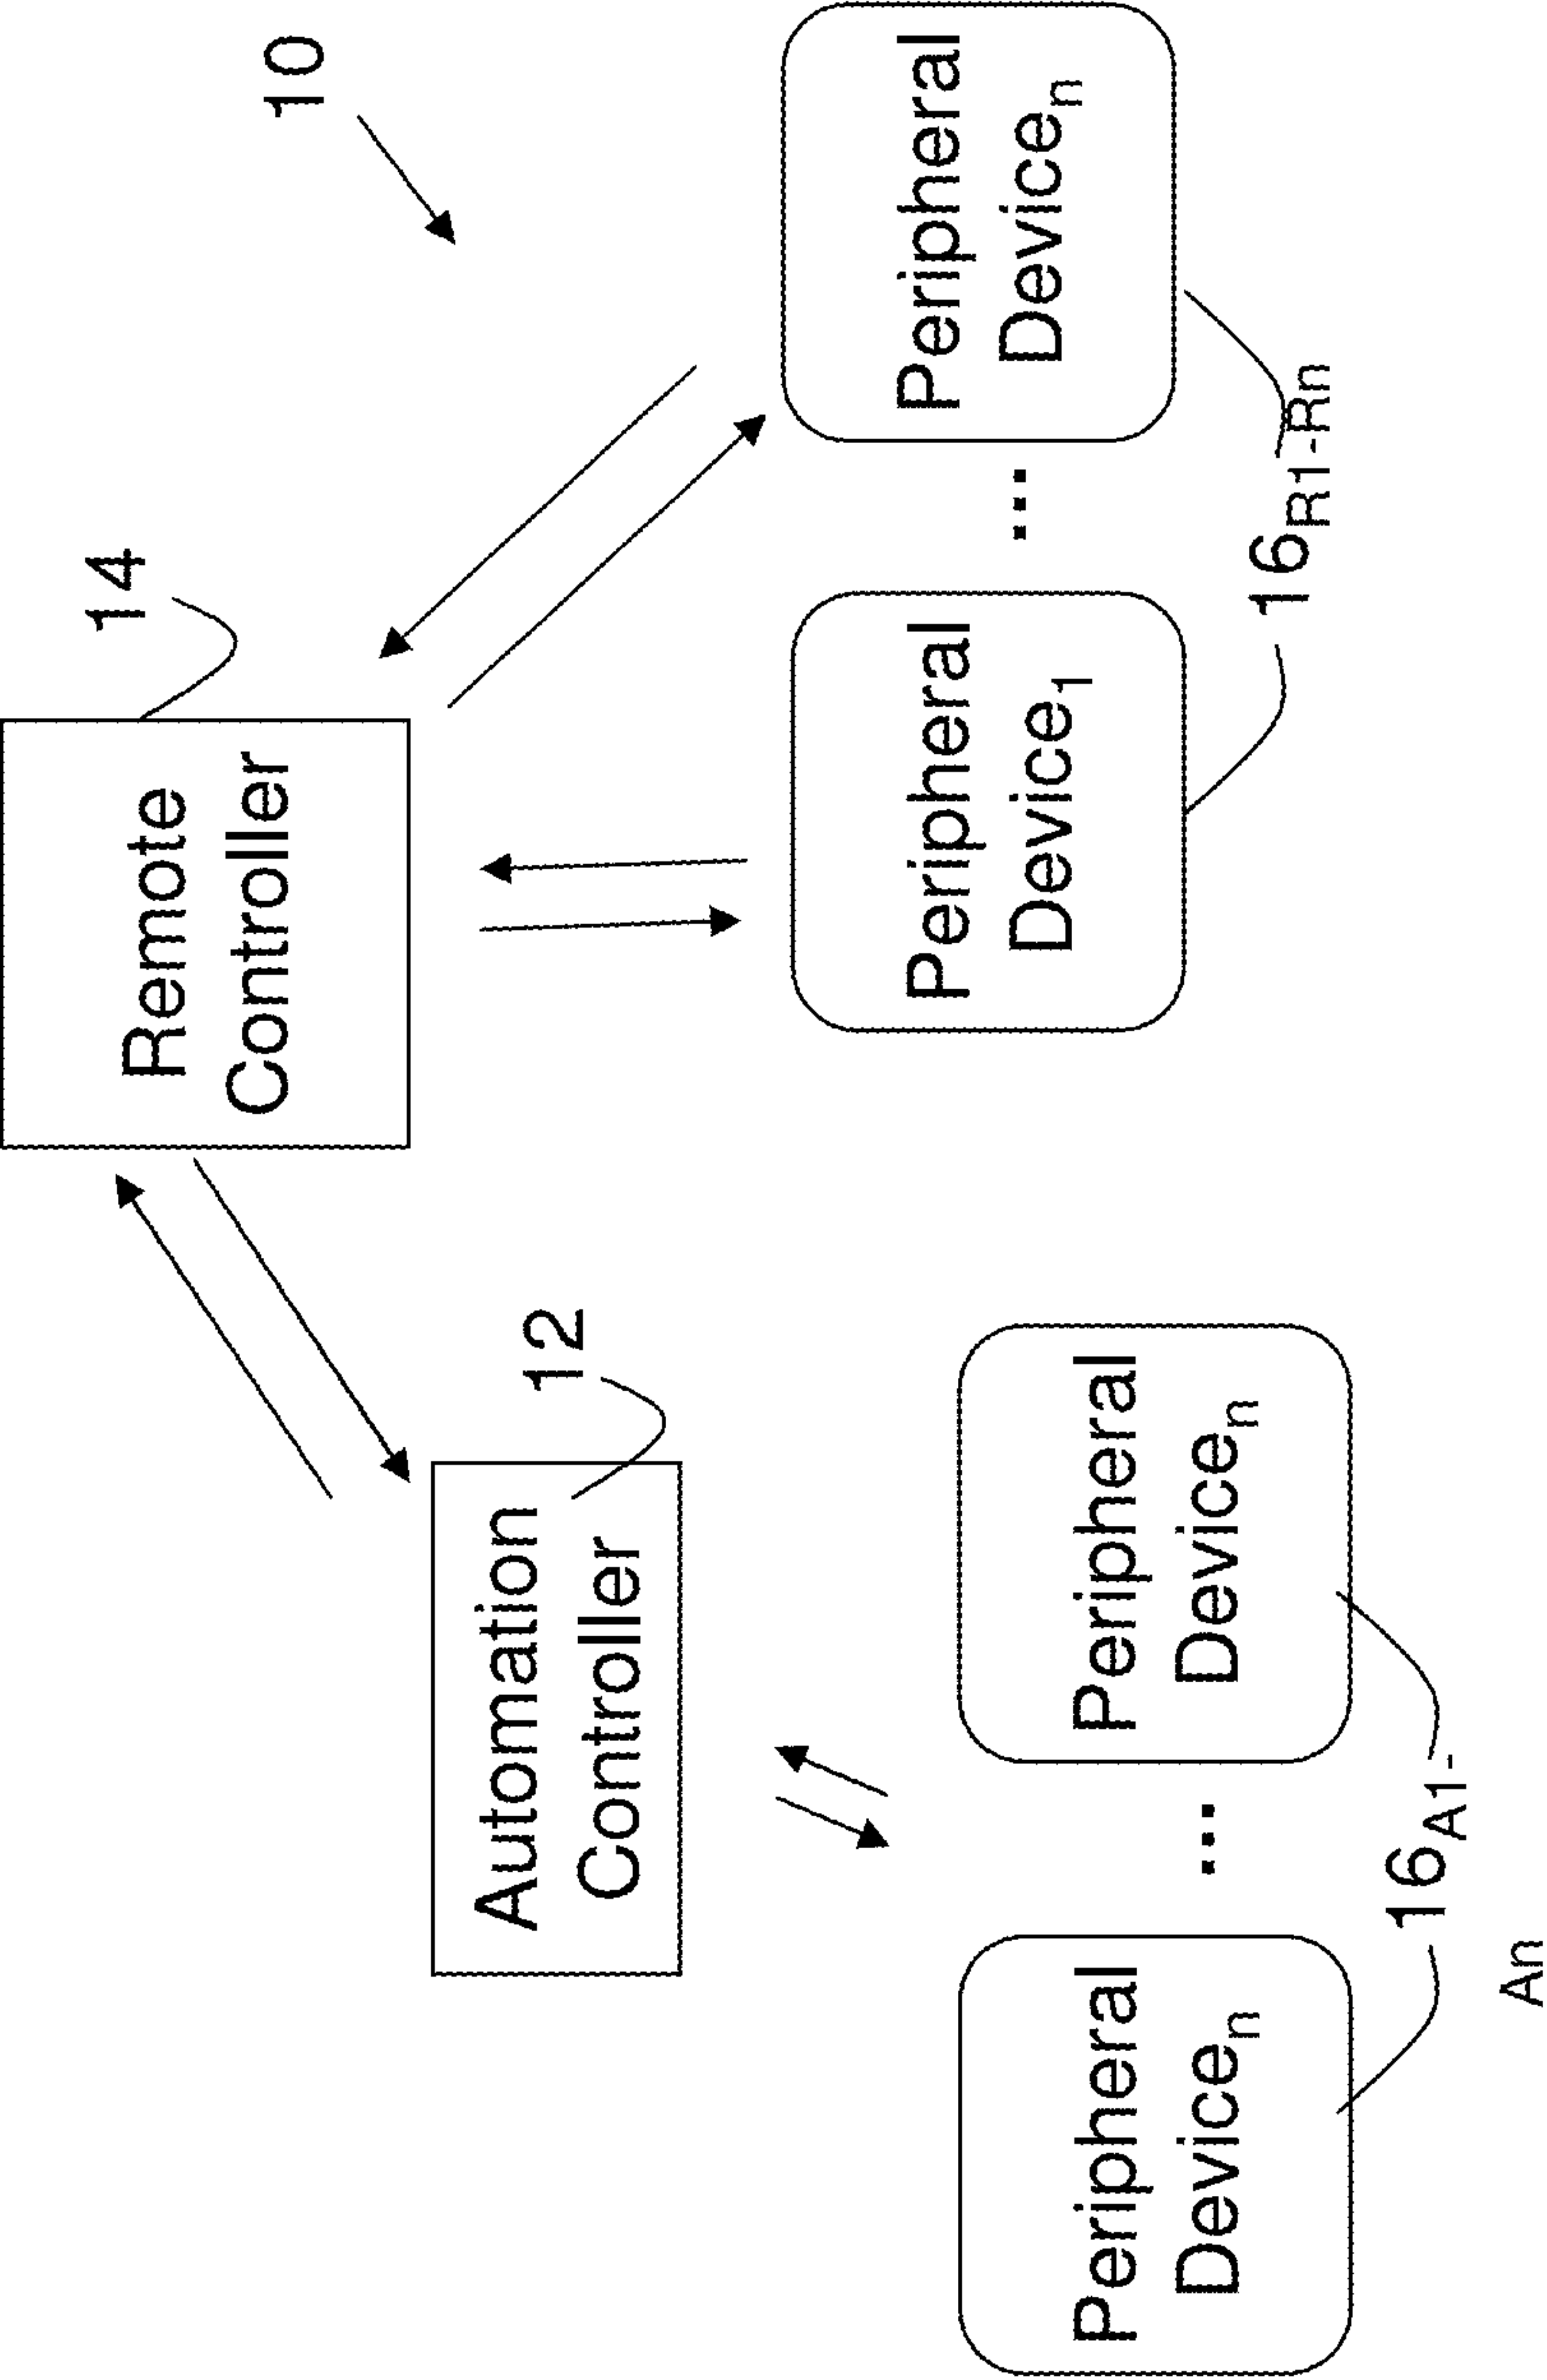 10
14
Remote
Controller
12
Automation
Controller
Peripheral
Device1
...
Peripheral
Devicen
16R1-Rn
Peripheral
Devicen
...
Peripheral
Devicen
16A1-
An